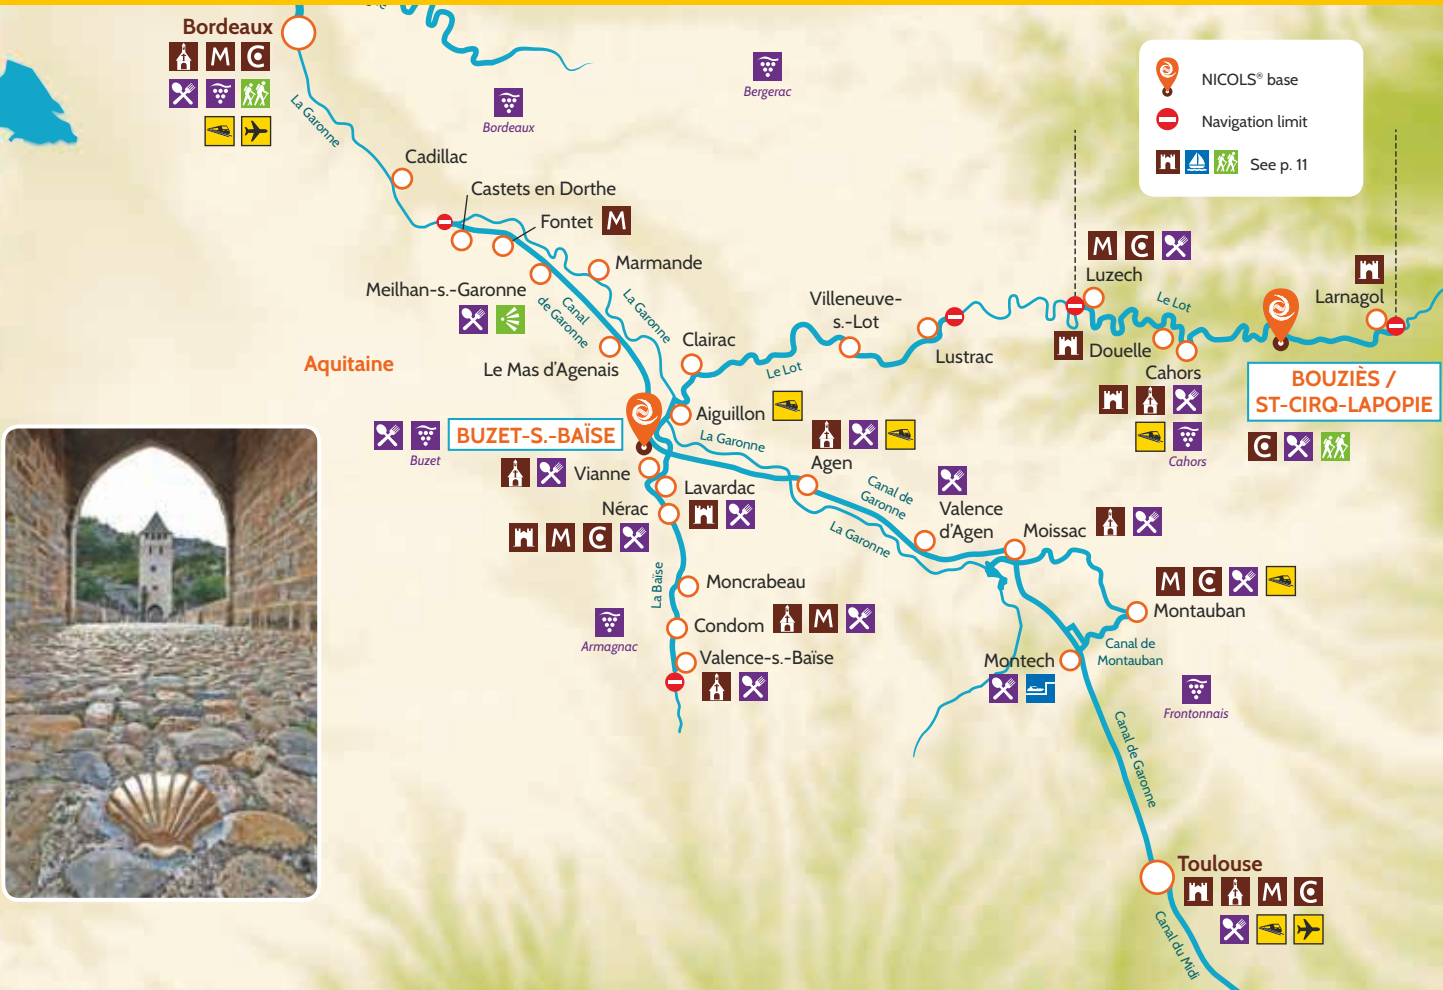 Bordeaux
M
La Garonne
Bordeaux
Bergerac
NICOLS® base
Navigation limit
See p. 11
Cadillac
Castets en Dorthe
Fontet
M
Marmande
Meilhan-s.-Garonne
Canal
de Garonne
La Garonne
Le Mas d'Agenais
Aquitaine
Clairac
Villeneuve-
s.-Lot
Le Lot
Lustrac
M
Luzech
Le Lot
Larnagol
Douelle
Cahors
Cahors
BOUZIÈS /
ST-CIRQ-LAPOPIE
Aiguillon
BUZET-S.-BAÏSE
Buzet
La Garonne
Agen
Vianne
Lavardac
Nérac
M
Canal de
Garonne
La Garonne
Valence
d'Agen
Moissac
La Baïse
Moncrabeau
Armagnac
Condom
M
Valence-s.-Baïse
M
Montauban
Canal de
Montauban
Montech
Frontonnais
Canal de Garonne
Toulouse
M
Canal du Midi